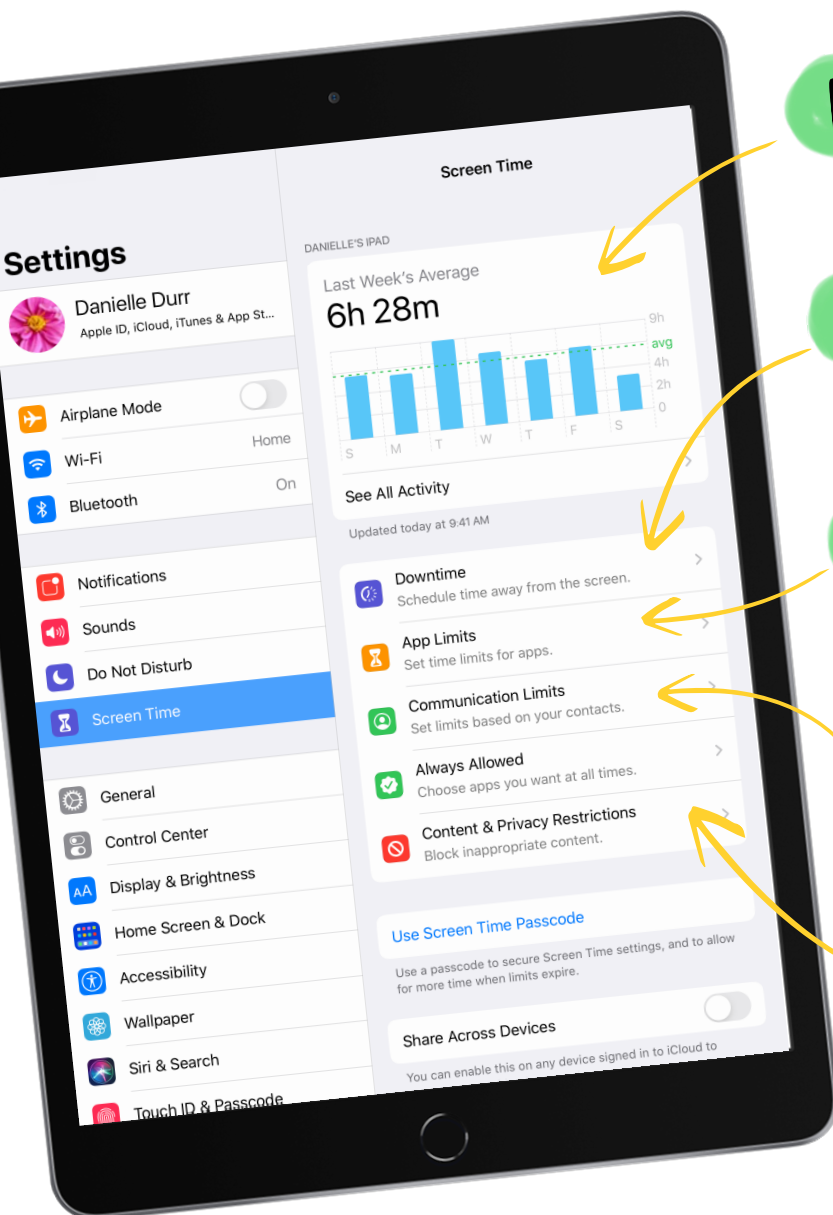 Settings
Danielle Durr
Apple ID, iCloud, iTunes & App St...
Airplane Mode
Wi-Fi
Home
Bluetooth
On
Notifications
Sounds
Do Not Disturb
Screen Time
General
Control Center
Display & Brightness
AA
Home Screen & Dock
Accessibility
Wallpaper
Siri & Search
Touch ID & Passcode
Screen Time
DANIELLE'S IPAD
Last Week's Average
6h 28m
9h
avg
4h
2h
0
S M T W T F S
See All Activity
Updated today at 9:41 AM
Downtime
Schedule time away from the screen.
App Limits
Set time limits for apps.
Communication Limits
Set limits based on your contacts.
Always Allowed
Choose apps you want at all times.
Content & Privacy Restrictions
Block inappropriate content.
Use Screen Time Passcode
Use a passcode to secure Screen Time settings, and to allow
for more time when limits expire.
Share Across Devices
You can enable this on any device signed in to iCloud to